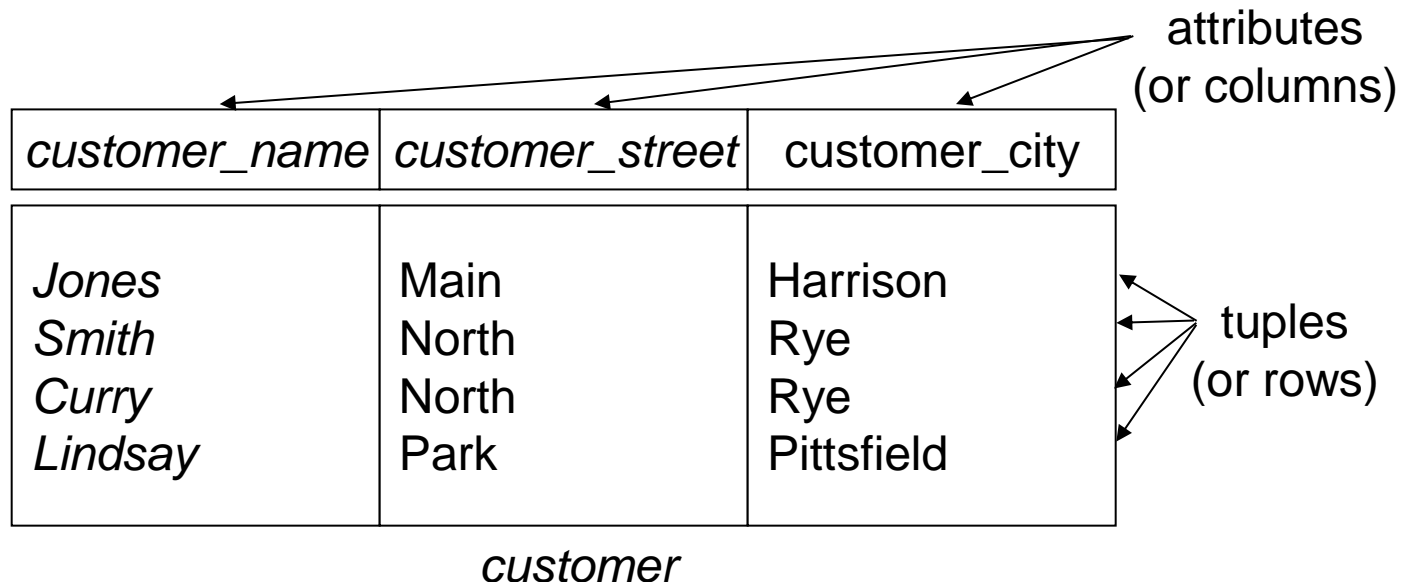 attributes
(or columns)
customer_name customer_street customer_city
Jones Main Harrison
Smith North Rye
Curry North Rye
Lindsay Park Pittsfield
tuples
(or rows)
customer